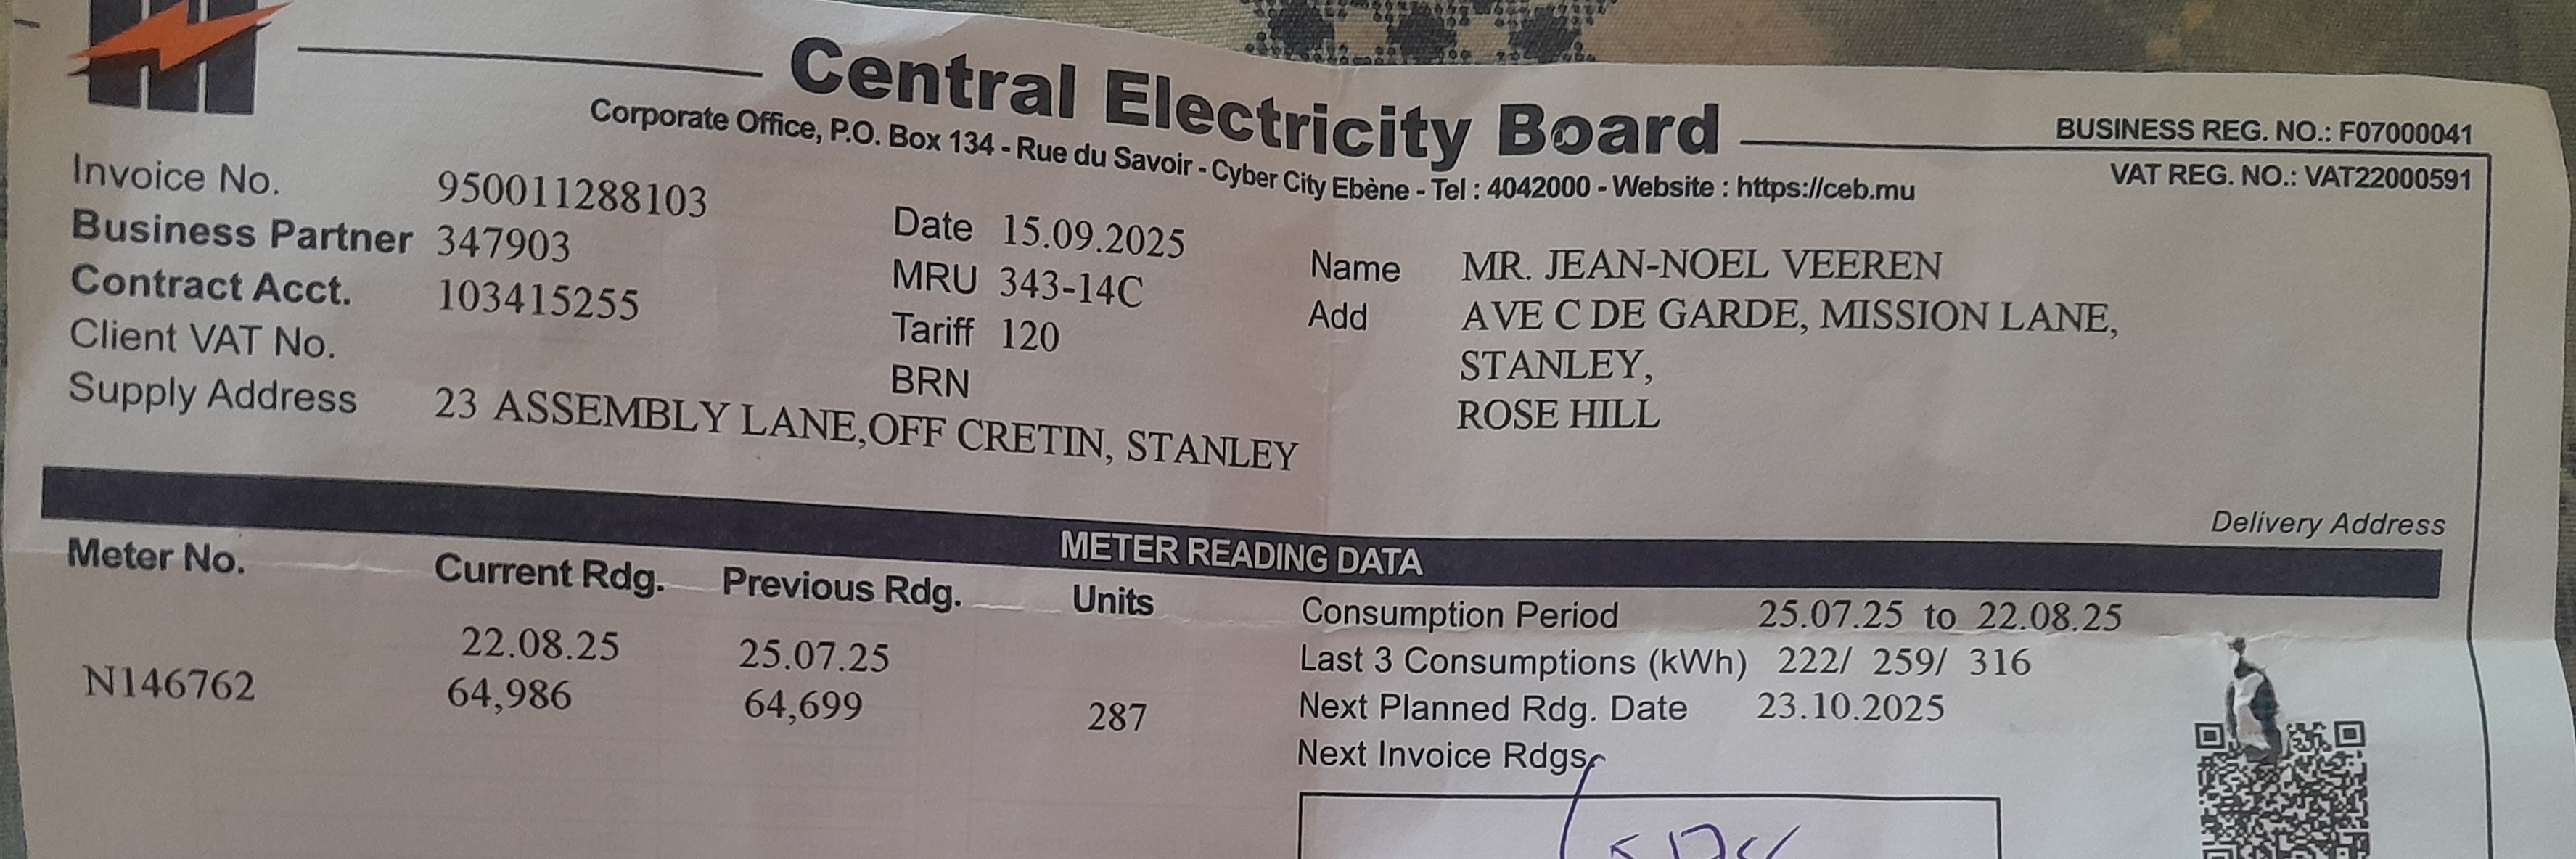 Central Electricity Board
Corporate Office, P.O. Box 134 - Rue du Savoir - Cyber City Ebène - Tel : 4042000 - Website : https://ceb.mu
BUSINESS REG. NO.: F07000041
VAT REG. NO.: VAT22000591
Invoice No. 950011288103
Business Partner 347903
Contract Acct. 103415255
Client VAT No.
Supply Address 23 ASSEMBLY LANE,OFF CRETIN, STANLEY
Date 15.09.2025
MRU 343-14C
Tariff 120
BRN
Name MR. JEAN-NOEL VEEREN
Add AVE C DE GARDE, MISSION LANE,
STANLEY,
ROSE HILL
Delivery Address
METER READING DATA
Meter No. Current Rdg. Previous Rdg. Units
22.08.25 25.07.25
N146762 64,986 64,699 287
Consumption Period 25.07.25 to 22.08.25
Last 3 Consumptions (kWh) 222/ 259/ 316
Next Planned Rdg. Date 23.10.2025
Next Invoice Rdgs